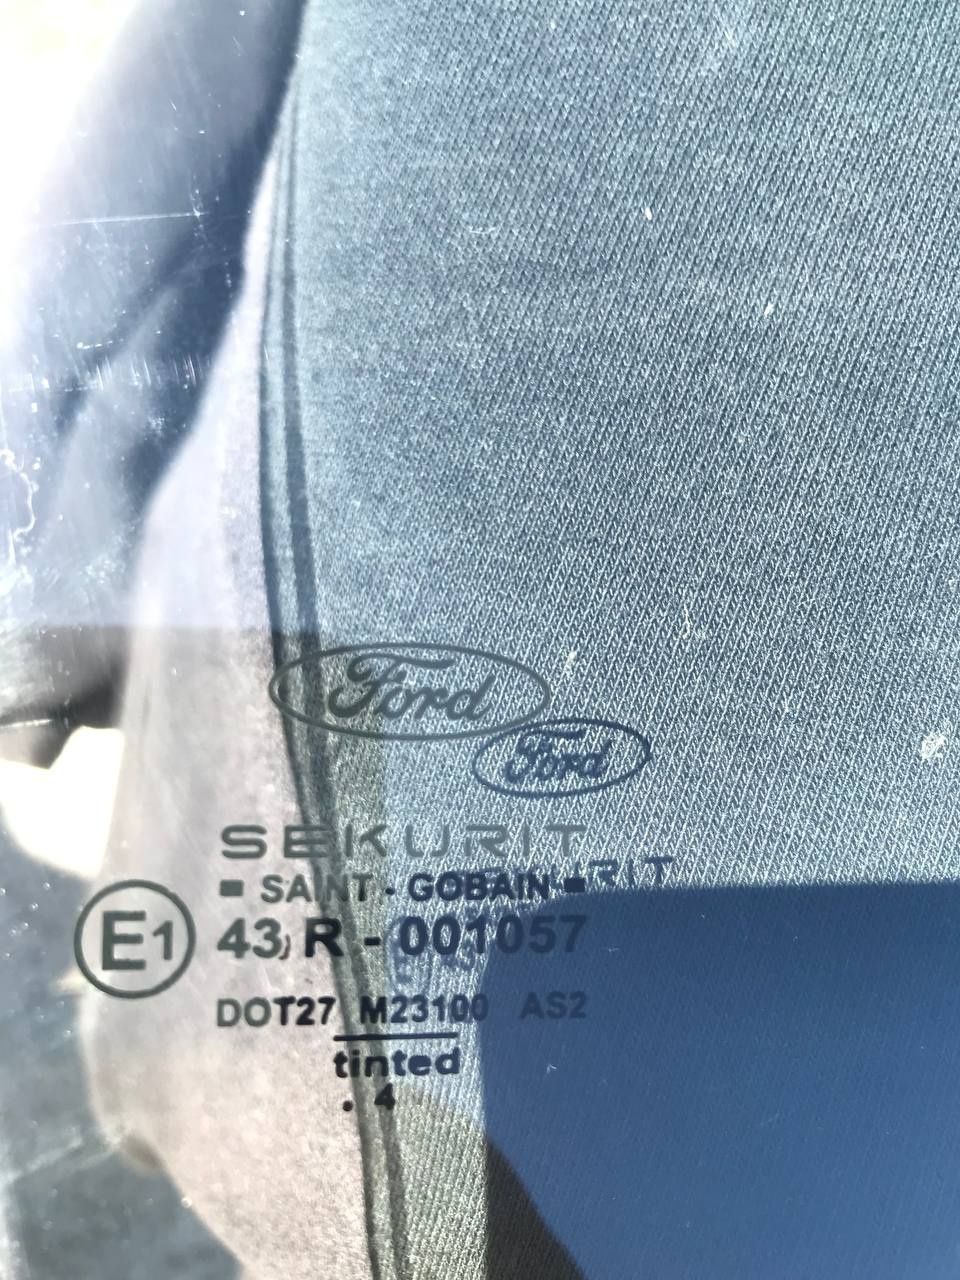 Ford
Ford
SEKURIT
SAINT - GOBAIN
E1 43 R - 001057
DOT27 M23100 AS2
tinted
. 4